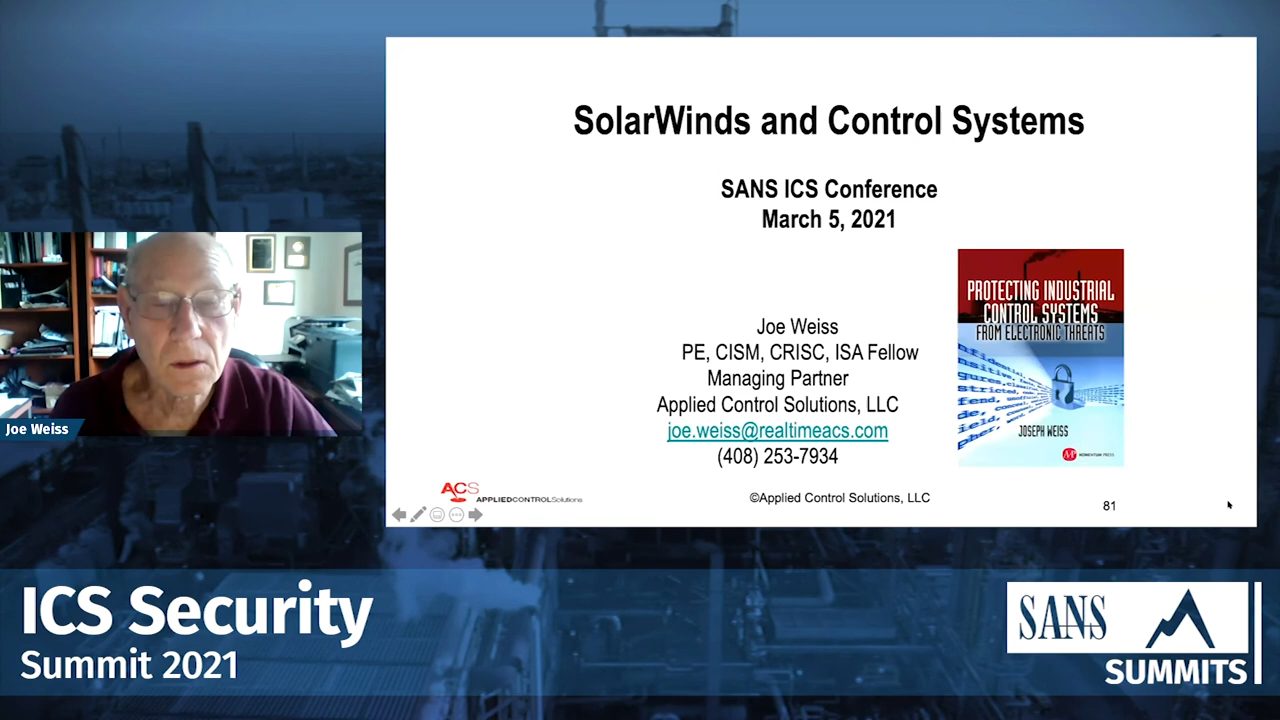 SolarWinds and Control Systems
SANS ICS Conference
March 5, 2021
Joe Weiss
PE, CISM, CRISC, ISA Fellow
Managing Partner
Applied Control Solutions, LLC
joe.weiss@realtimeacs.com
(408) 253-7934
PROTECTING INDUSTRIAL
CONTROL SYSTEMS
FROM ELECTRONIC THREATS
JOSEPH WEISS
MOMENTUM PRESS
ACS APPLIEDCONTROLSolutions
©Applied Control Solutions, LLC
81
Joe Weiss
ICS Security
Summit 2021
SANS
SUMMITS